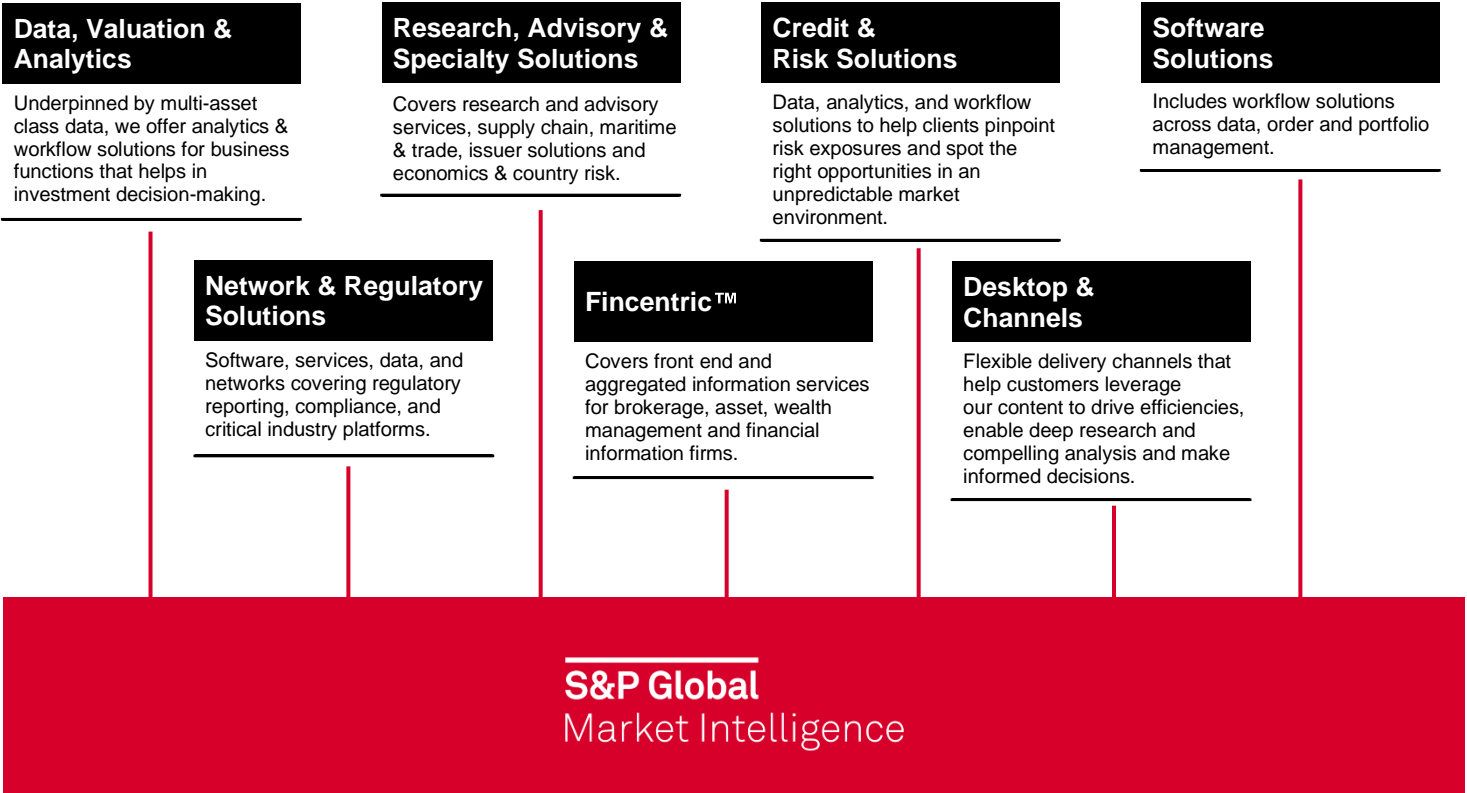 Data, Valuation &
Analytics
Underpinned by multi-asset
class data, we offer analytics &
workflow solutions for business
functions that helps in
investment decision-making.
Research, Advisory &
Specialty Solutions
Covers research and advisory
services, supply chain, maritime
& trade, issuer solutions and
economics & country risk.
Credit &
Risk Solutions
Data, analytics, and workflow
solutions to help clients pinpoint
risk exposures and spot the
right opportunities in an
unpredictable market
environment.
Software
Solutions
Includes workflow solutions
across data, order and portfolio
management.
Network & Regulatory
Solutions
Software, services, data, and
networks covering regulatory
reporting, compliance, and
critical industry platforms.
Fincentric™
Covers front end and
aggregated information services
for brokerage, asset, wealth
management and financial
information firms.
Desktop &
Channels
Flexible delivery channels that
help customers leverage
our content to drive efficiencies,
enable deep research and
compelling analysis and make
informed decisions.
S&P Global
Market Intelligence